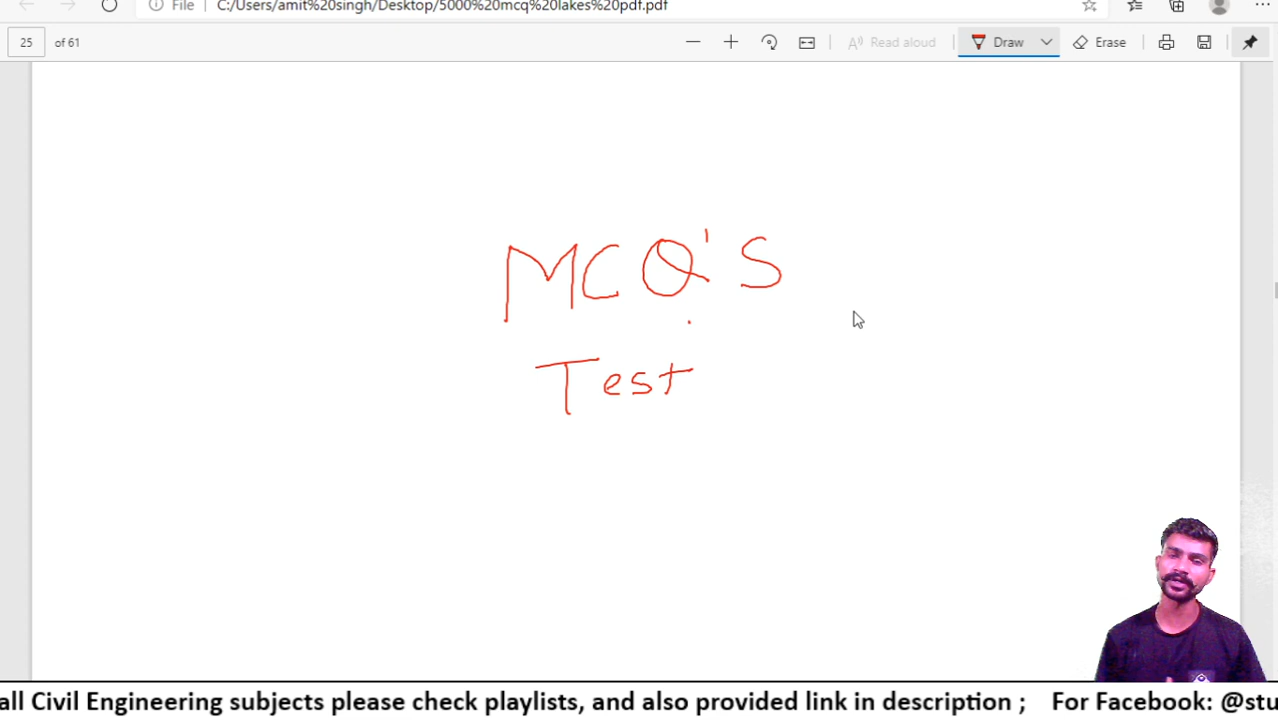 File C:/Users/amit%20singh/Desktop/5000%20mcq%20lakes%20pdf.pdf
25 of 61 Read aloud Draw Erase
MCQ'S
Test
all Civil Engineering subjects please check playlists, and also provided link in description ; For Facebook: @stu